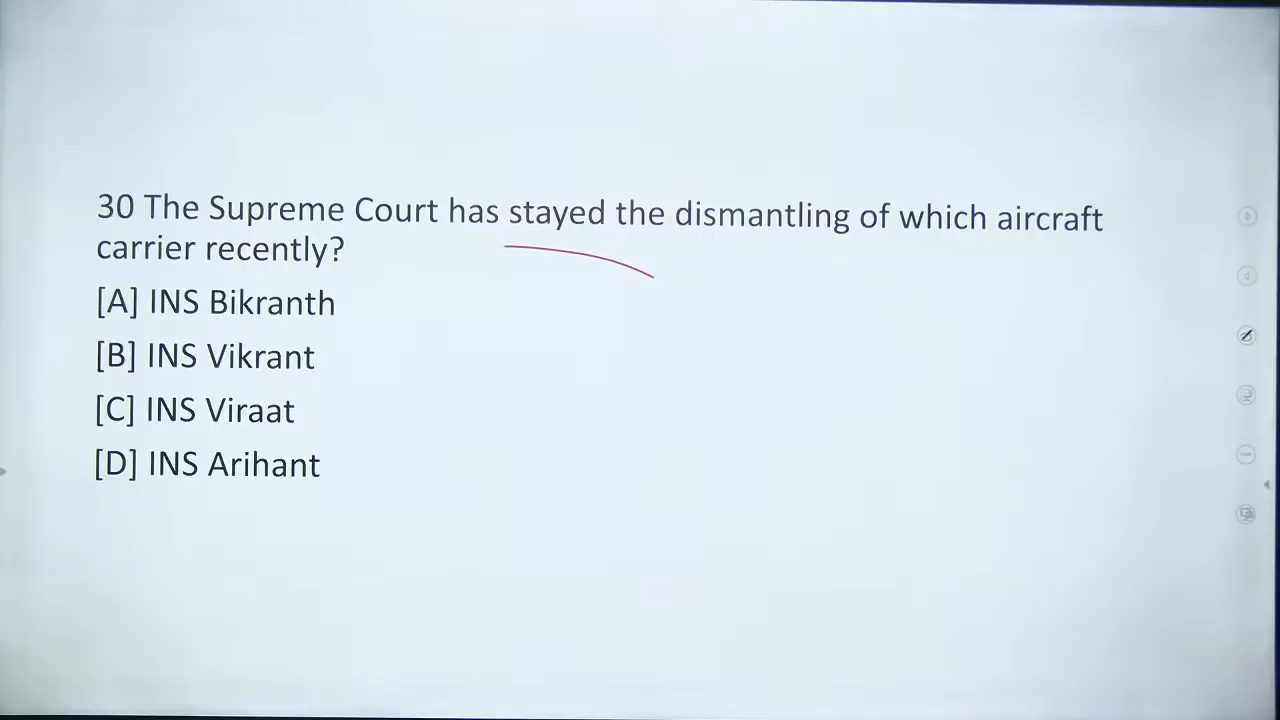 30 The Supreme Court has stayed the dismantling of which aircraft
carrier recently?
[A] INS Bikranth
[B] INS Vikrant
[C] INS Viraat
[D] INS Arihant